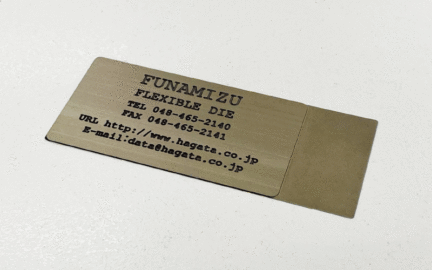 FUNAMIZU
FLEXIBLE DIE
TEL 048-465-2140
FAX 048-465-2141
URL http://www.hagata.co.jp
E-mail:data@hagata.co.jp